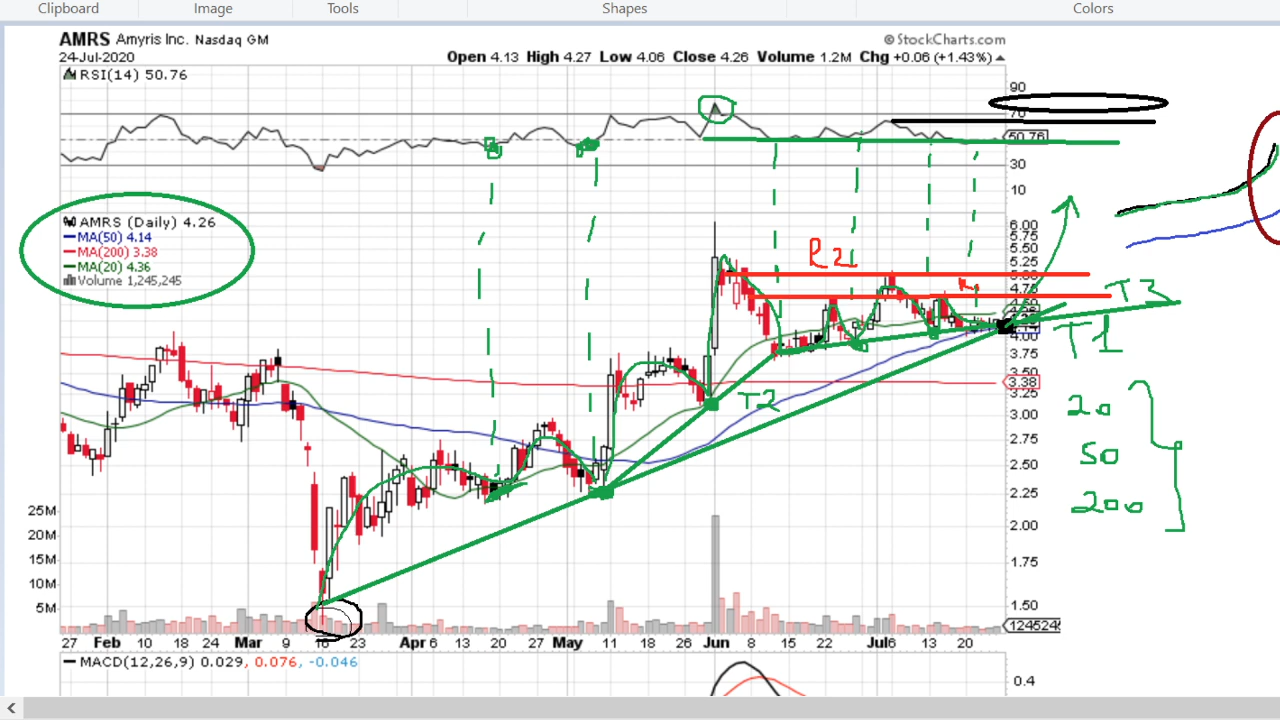 Clipboard Image Tools Shapes Colors
AMRS Amyris Inc. Nasdaq GM © StockCharts.com
24-Jul-2020 Open 4.13 High 4.27 Low 4.06 Close 4.26 Volume 1.2M Chg +0.06 (+1.43%)
RSI(14) 50.76
90
70
50.76
30
10
AMRS (Daily) 4.26
MA(50) 4.14
MA(200) 3.38
MA(20) 4.36
Volume 1,245,245
6.00
5.75
5.50
5.25
5.00
4.75
4.50
4.00
3.75
3.38
3.25
3.00
2.75
2.50
2.25
2.00
1.75
1.50
R2
T3
T1
T2
20
50
200
25M
20M
15M
10M
5M
1245245
27 Feb 10 18 24 Mar 9 16 23 Apr 6 13 20 27 May 11 18 26 Jun 8 15 22 Jul 6 13 20
MACD(12,26,9) 0.029, 0.076, -0.046
0.4